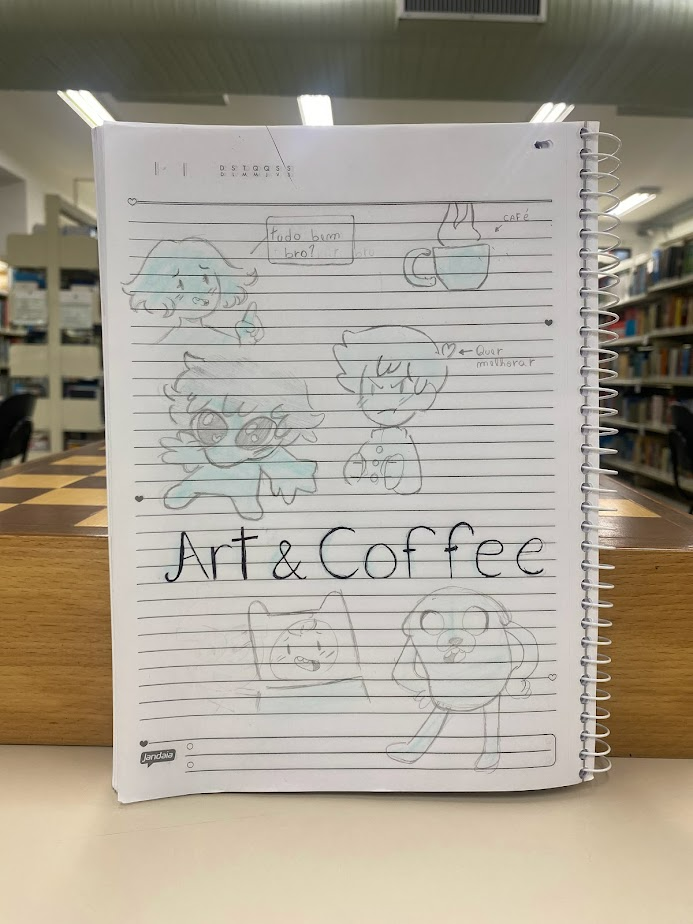 D S T Q Q S S
D L M M J V S
tudo bem
bro?
CAFÉ
Quer
melhorar
Art & Coffee
jandaia